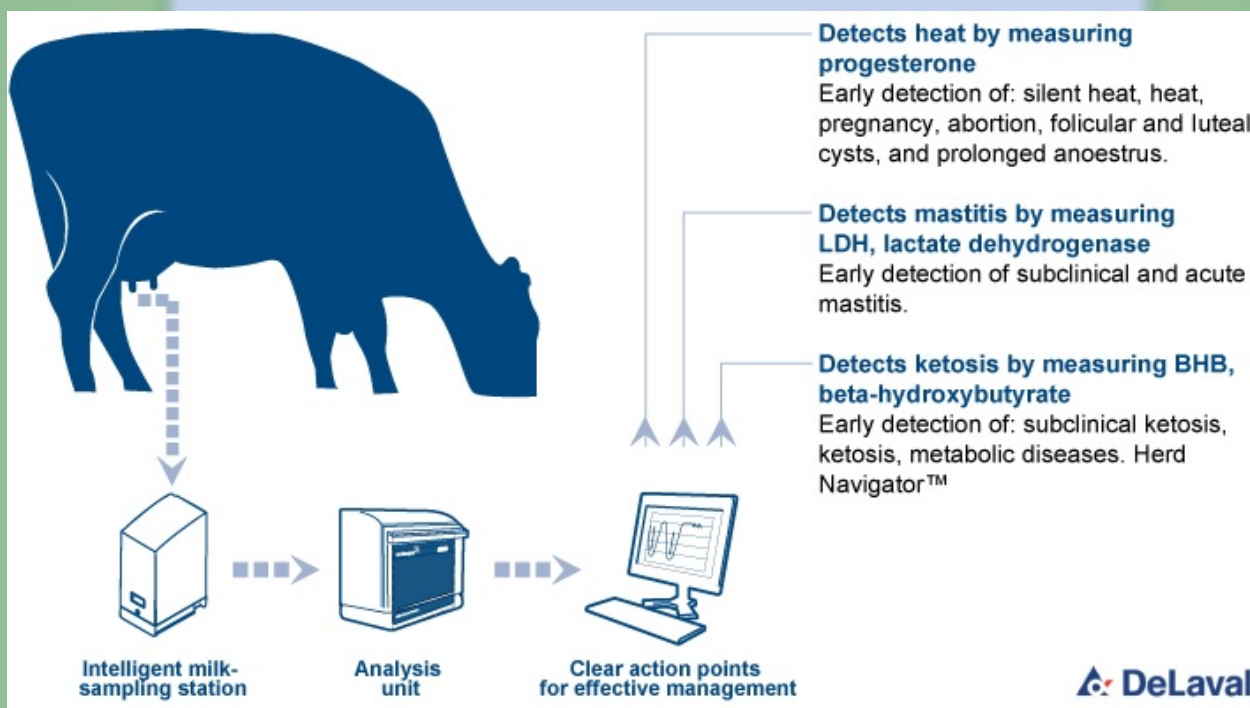 Detects heat by measuring
progesterone
Early detection of: silent heat, heat,
pregnancy, abortion, folicular and luteal
cysts, and prolonged anoestrus.
Detects mastitis by measuring
LDH, lactate dehydrogenase
Early detection of subclinical and acute
mastitis.
Detects ketosis by measuring BHB,
beta-hydroxybutyrate
Early detection of: subclinical ketosis,
ketosis, metabolic diseases. Herd
Navigator™
Intelligent milk-
sampling station
Analysis
unit
Clear action points
for effective management
DeLaval